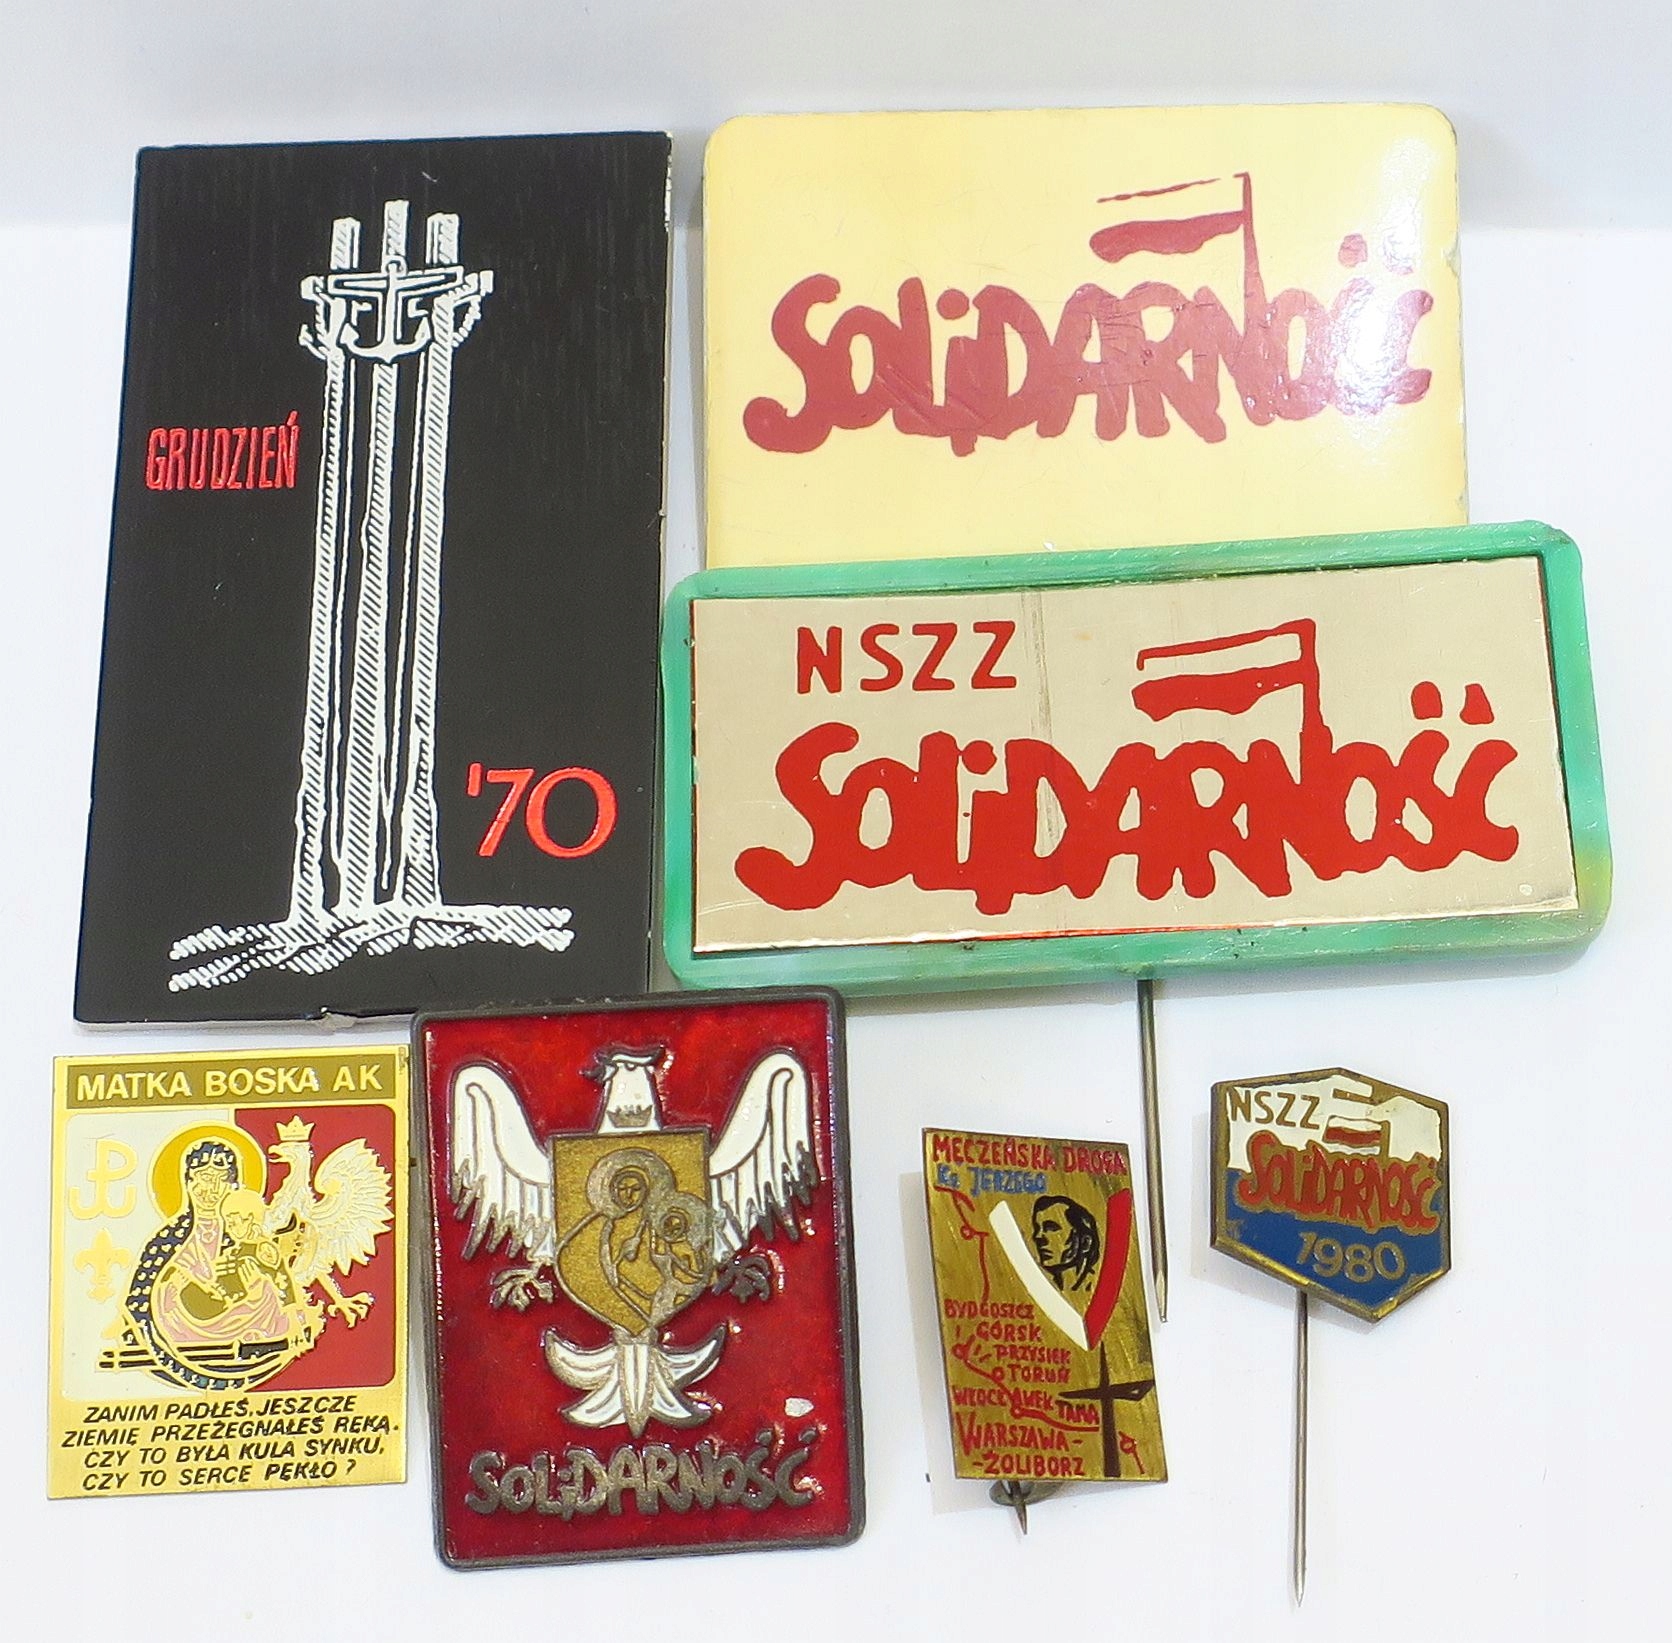 GRUDZIEŃ
'70
SOLiDARNOŚĆ
NSZZ
SOLiDARNOŚĆ
MATKA BOSKA AK
ZANIM PADŁEŚ, JESZCZE
ZIEMIĘ PRZEŻEGNAŁEŚ RĘKĄ.
CZY TO BYŁA KULA SYNKU,
CZY TO SERCE PĘKŁO?
SOLiDARNOŚĆ
MĘCZEŃSKA DROGA
Ks JERZEGO
BYDGOSZCZ
GÓRSK
PRZYSIEK
TORUŃ
WŁOCŁAWEK TAMA
WARSZAWA-
-ŻOLIBORZ
NSZZ
SOLiDARNOŚĆ
1980